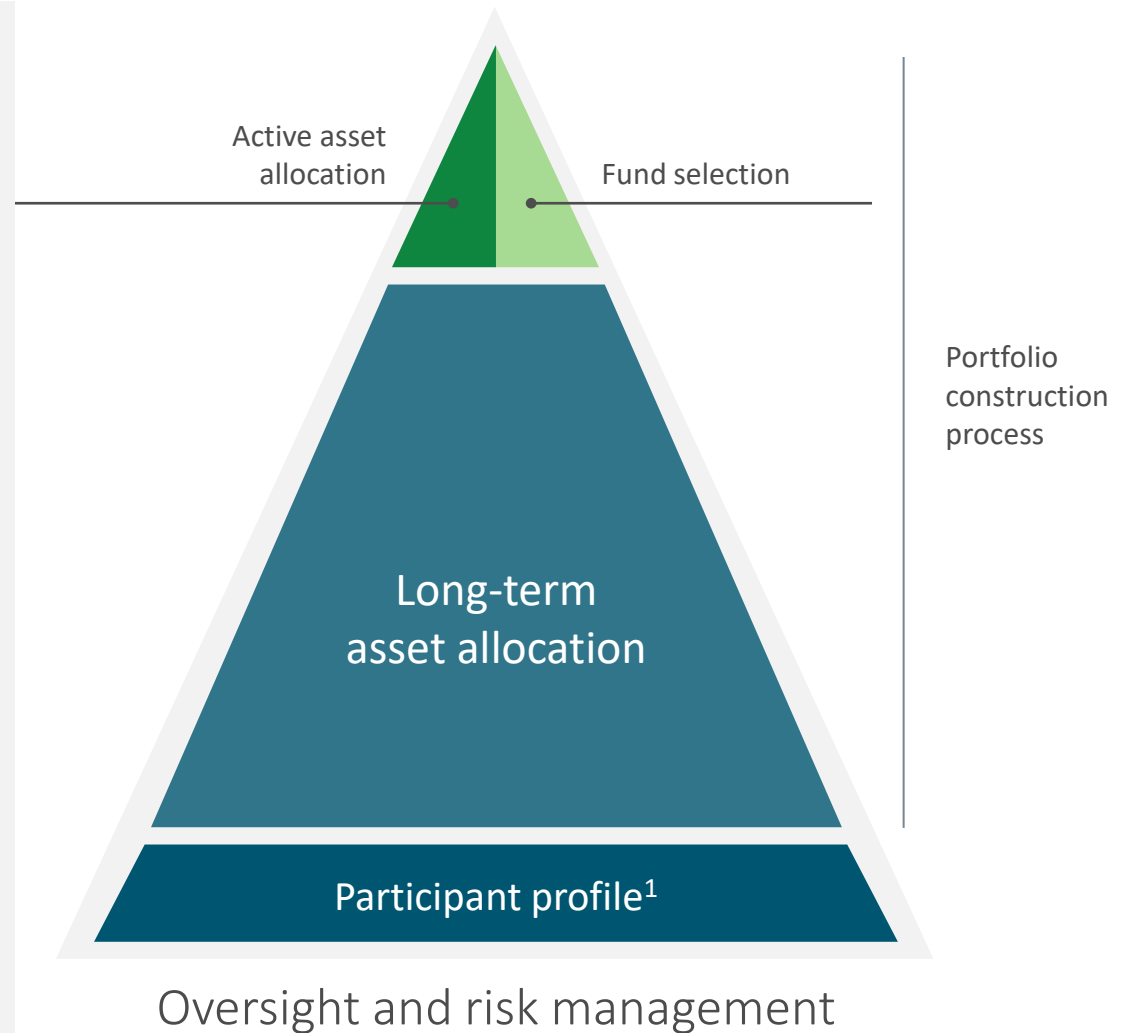 Active asset
allocation
Fund selection
Portfolio
construction
process
Long-term
asset allocation
Participant profile¹
Oversight and risk management